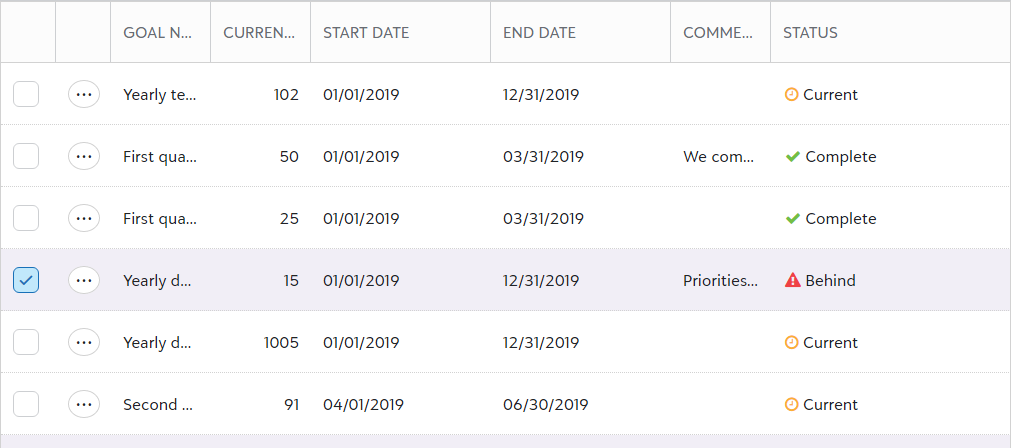 GOAL N... CURREN... START DATE END DATE COMME... STATUS
Yearly te... 102 01/01/2019 12/31/2019 Current
First qua... 50 01/01/2019 03/31/2019 We com... Complete
First qua... 25 01/01/2019 03/31/2019 Complete
Yearly d... 15 01/01/2019 12/31/2019 Priorities... Behind
Yearly d... 1005 01/01/2019 12/31/2019 Current
Second ... 91 04/01/2019 06/30/2019 Current